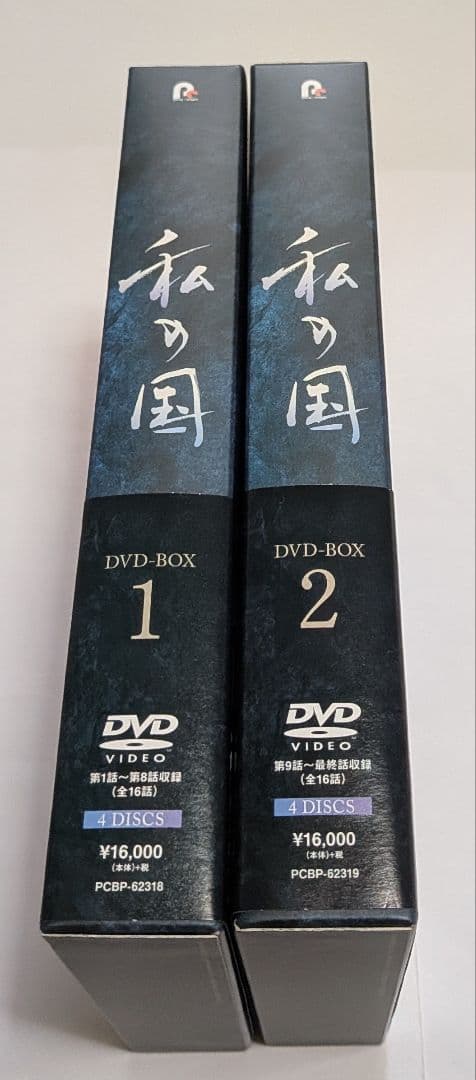 私の国
DVD-BOX
1
DVD
VIDEO
第1話〜第8話収録
(全16話)
4 DISCS
¥16,000
(本体)+税
PCBP-62318
私の国
DVD-BOX
2
DVD
VIDEO
第9話〜最終話収録
(全16話)
4 DISCS
¥16,000
(本体)+税
PCBP-62319